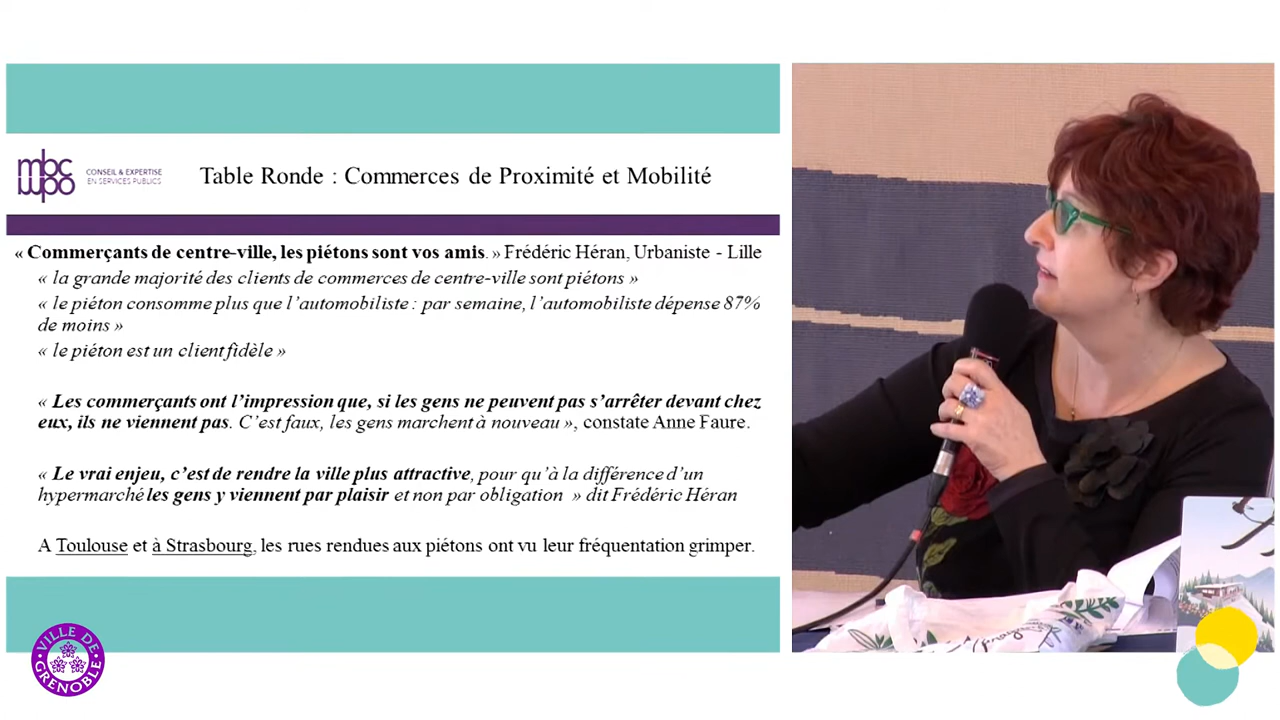 mbc
mpo
CONSEIL & EXPERTISE
EN SERVICES PUBLICS
Table Ronde : Commerces de Proximité et Mobilité
« Commerçants de centre-ville, les piétons sont vos amis. » Frédéric Héran, Urbaniste - Lille
« la grande majorité des clients de commerces de centre-ville sont piétons »
« le piéton consomme plus que l’automobiliste : par semaine, l’automobiliste dépense 87%
de moins »
« le piéton est un client fidèle »
« Les commerçants ont l’impression que, si les gens ne peuvent pas s’arrêter devant chez
eux, ils ne viennent pas. C’est faux, les gens marchent à nouveau », constate Anne Faure.
« Le vrai enjeu, c’est de rendre la ville plus attractive, pour qu’à la différence d’un
hypermarché les gens y viennent par plaisir et non par obligation » dit Frédéric Héran
A Toulouse et à Strasbourg, les rues rendues aux piétons ont vu leur fréquentation grimper.
VILLE DE
GRENOBLE